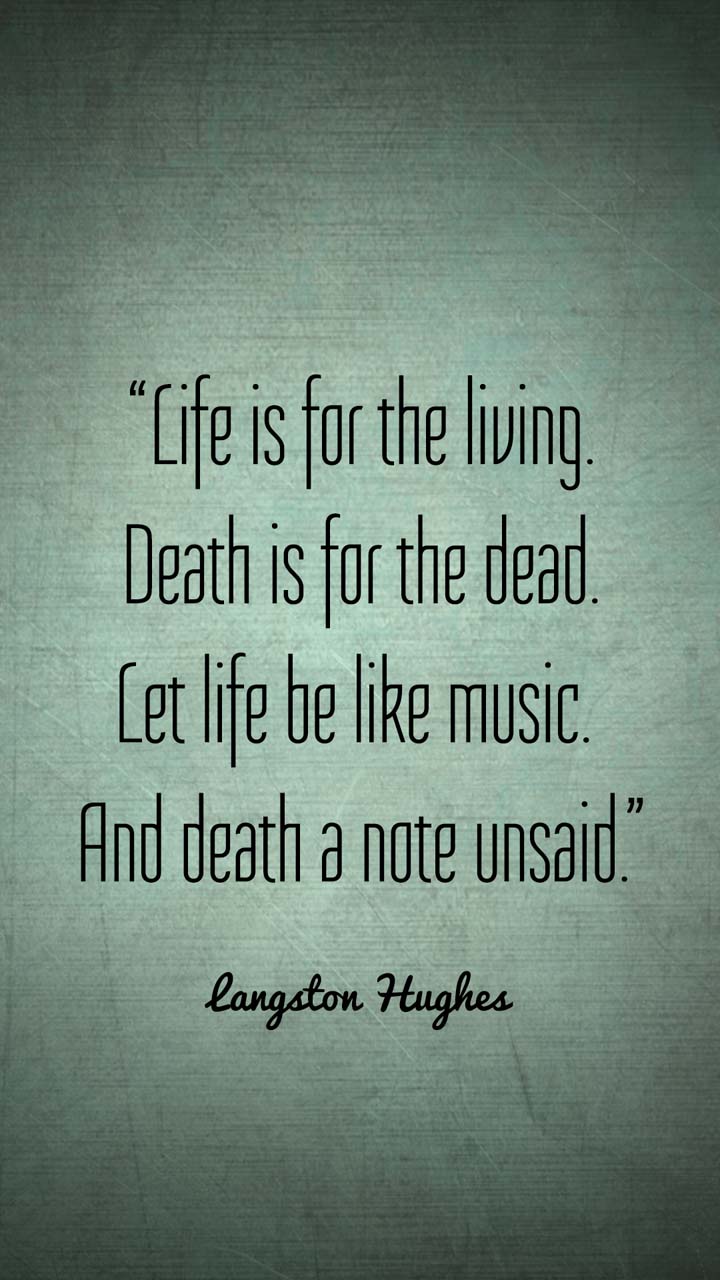 “Life is for the living.
Death is for the dead.
Let life be like music.
And death a note unsaid.”
Langston Hughes